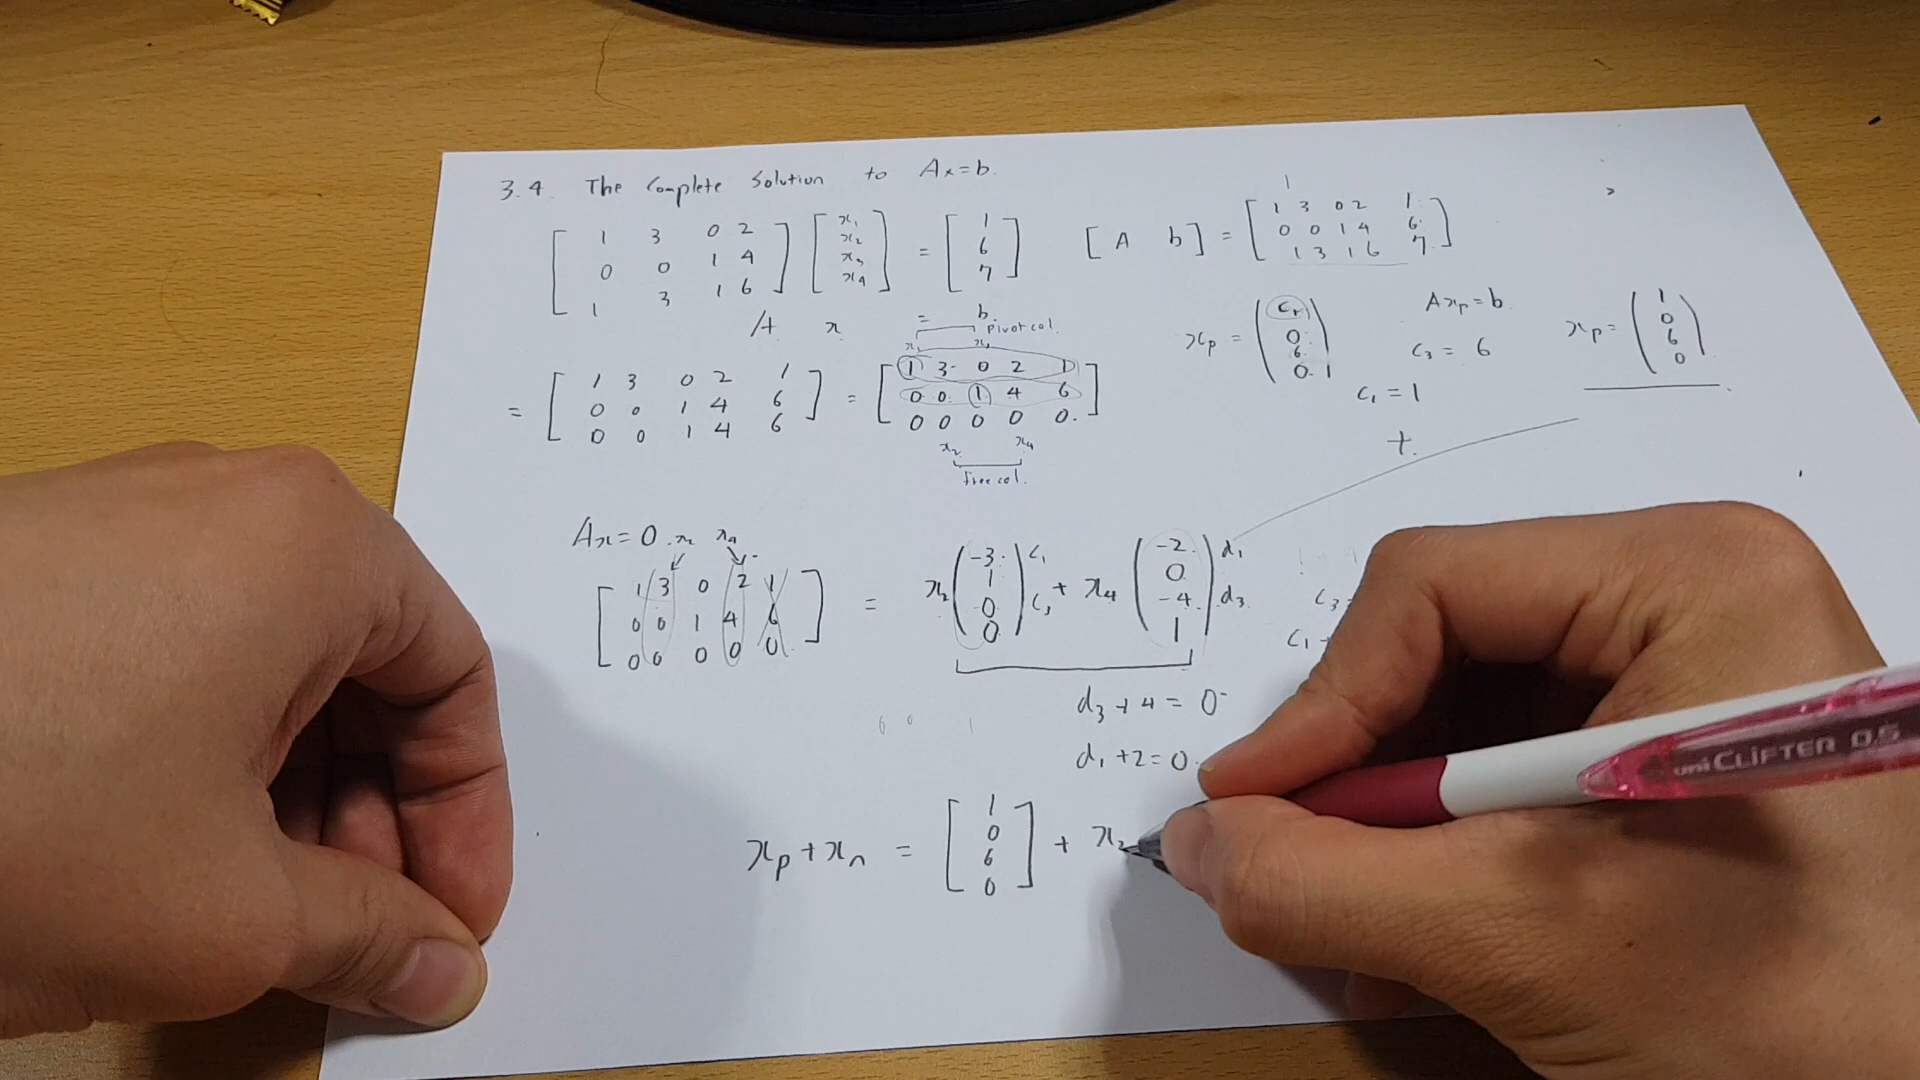 3.4. The Complete Solution to Ax=b.
[ 1 3 0 2 ] [ x₁ ] = [ 1 ] [ A b ] = [ 1 3 0 2 1 ]
[ 0 0 1 4 ] [ x₂ ] [ 6 ] [ 0 0 1 4 6 ]
[ 1 3 1 6 ] [ x₃ ] [ 7 ] [ 1 3 1 6 7 ]
[ x₄ ]
A x = b.
pivot col.
= [ 1 3 0 2 1 ] = [ 1 3 0 2 1 ]
[ 0 0 1 4 6 ] [ 0 0 1 4 6 ]
[ 0 0 1 4 6 ] [ 0 0 0 0 0 ]
x₂ x₄
free col.
xp = ( 0 6 0 ) 1
Axp = b
c₃ = 6
c₁ = 1
xp = ( 1 0 6 0 )
+
Ax=0
x₄
[ 1 3 0 2 1 ]
[ 0 0 1 4 6 ]
[ 0 0 0 0 0 ]
= x₂ ( -3 1 0 0 ) c₁ c₃ + x₄ ( -2 0 -4 1 ) d₁ d₃
d₃ + 4 = 0
d₁ + 2 = 0
xp + xn = [ 1 0 6 0 ] + x₂
uni CLIFTER 0.5